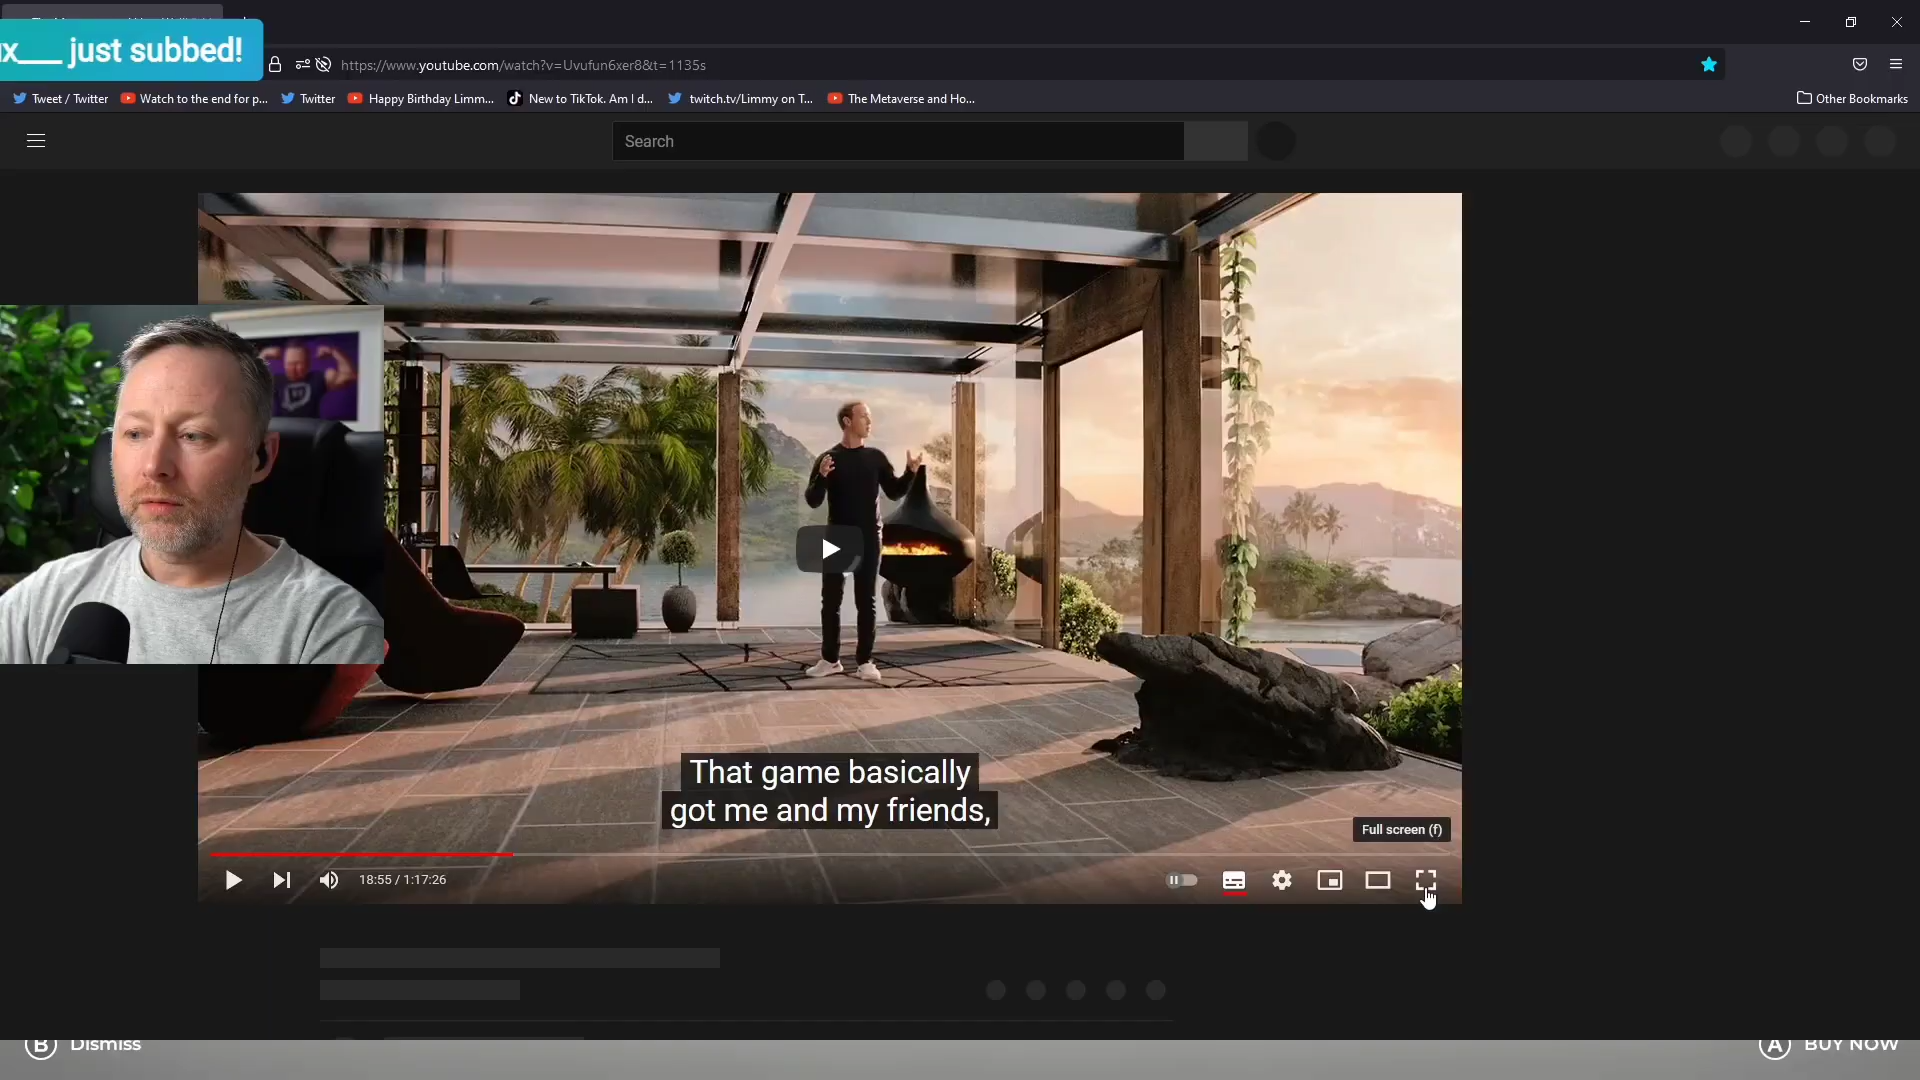 x___ just subbed!
https://www.youtube.com/watch?v=Uvufun6xer8&t=1135s
Tweet / Twitter
Watch to the end for p...
Twitter
Happy Birthday Limm...
New to TikTok. Am I d...
twitch.tv/Limmy on T...
The Metaverse and Ho...
Other Bookmarks
Search
That game basically
got me and my friends,
Full screen (f)
18:55 / 1:17:26
B Dismiss
A BUY NOW